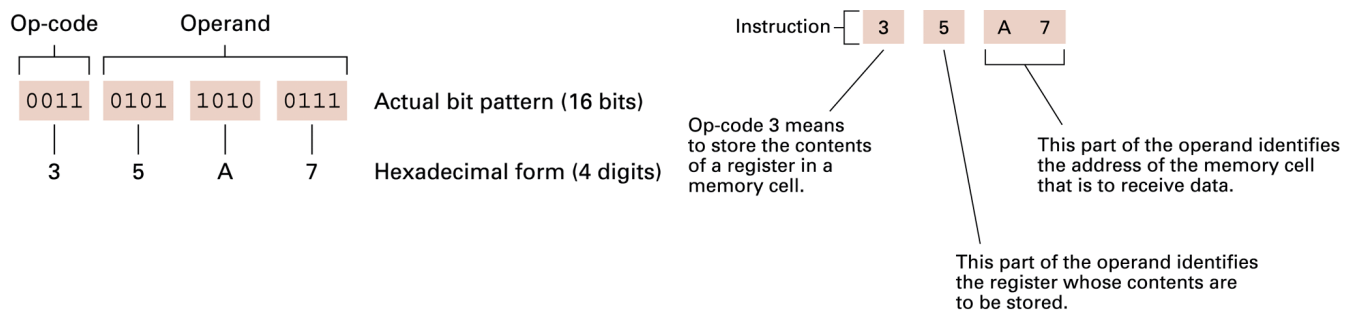 Op-code Operand
0011 0101 1010 0111 Actual bit pattern (16 bits)
3 5 A 7 Hexadecimal form (4 digits)
Instruction 3 5 A 7
Op-code 3 means
to store the contents
of a register in a
memory cell.
This part of the operand identifies
the address of the memory cell
that is to receive data.
This part of the operand identifies
the register whose contents are
to be stored.